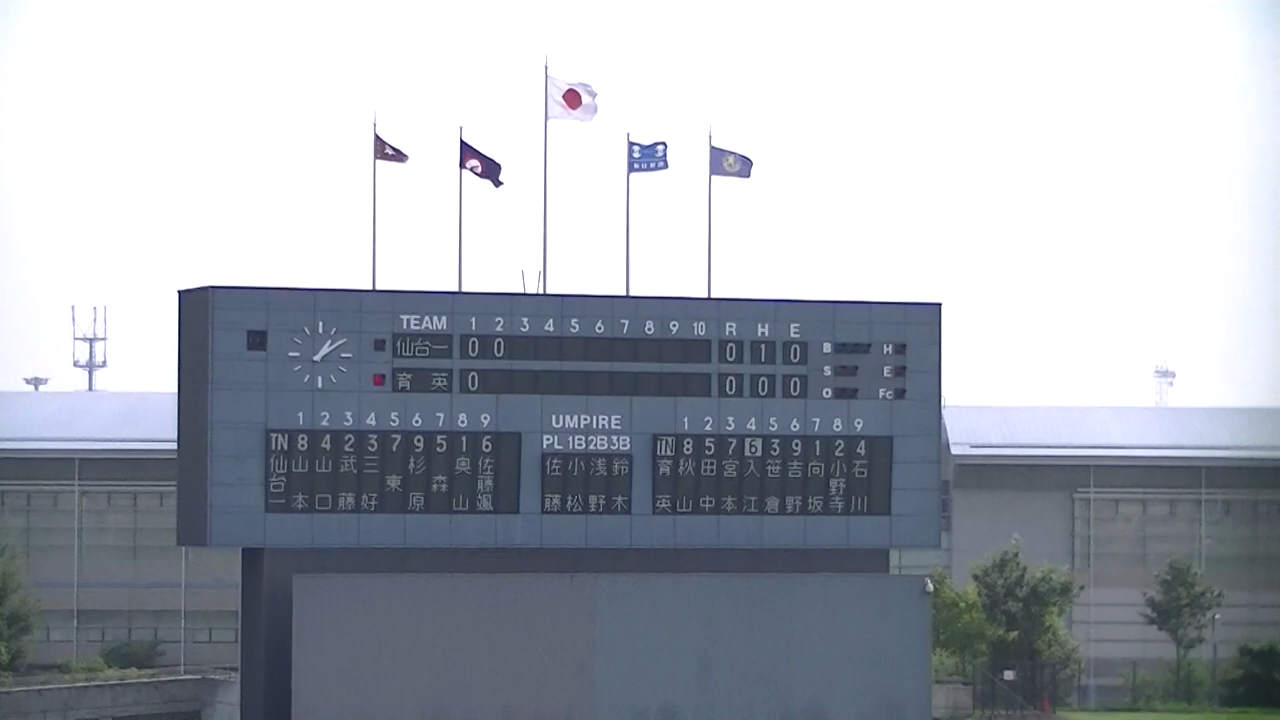 TEAM 1 2 3 4 5 6 7 8 9 10 R H E
仙台一 0 0 0 1 0 B H
S E
育英 0 0 0 0 O Fc
1 2 3 4 5 6 7 8 9
TN 8 4 2 3 7 9 5 1 6
仙台一 山本 山口 武藤 三好 東 杉原 森 奥山 佐藤颯
UMPIRE
PL 1B 2B 3B
佐藤 小松 浅野 鈴木
1 2 3 4 5 6 7 8 9
TN 8 5 7 6 3 9 1 2 4
育英 秋山 田中 宮本 入江 笹倉 吉野 向坂 小野寺 石川